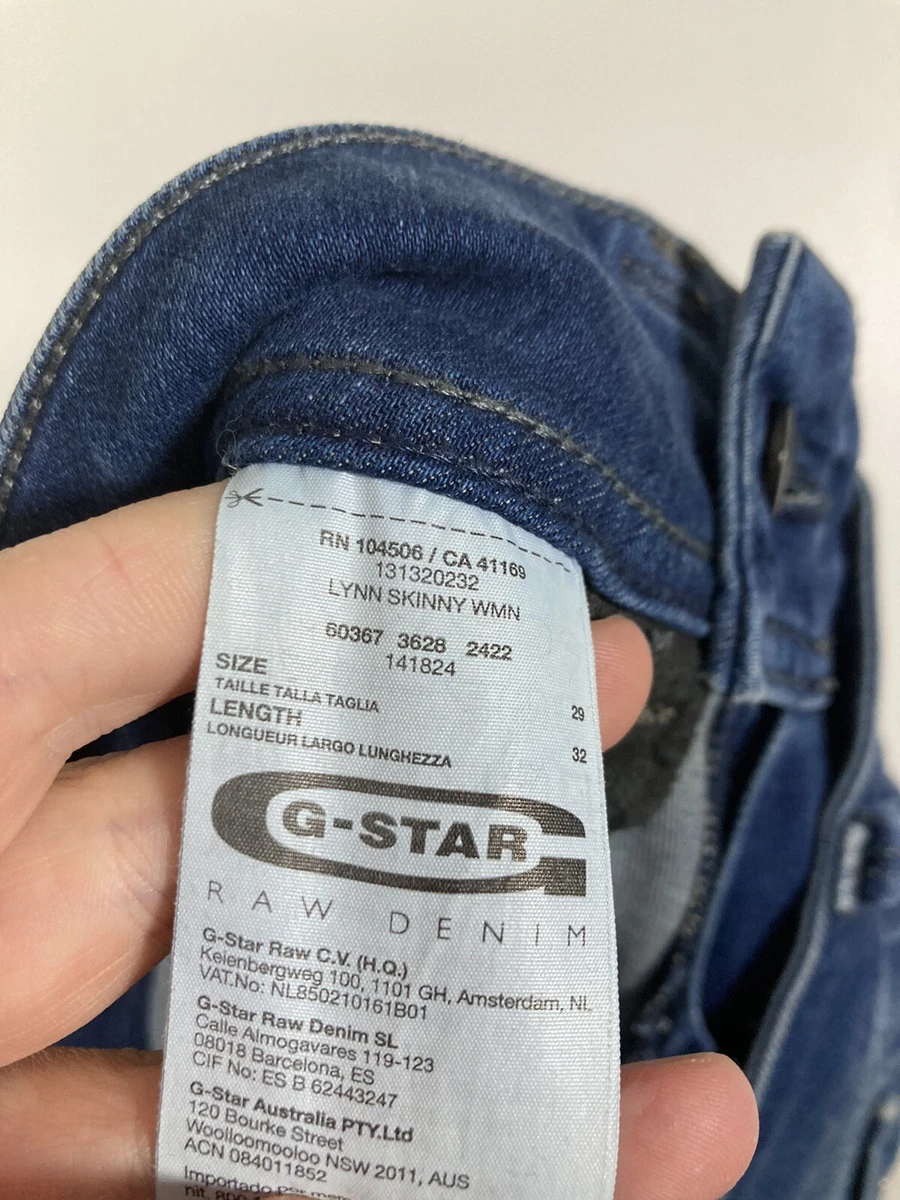 RN 104506 / CA 41169
131320232
LYNN SKINNY WMN
60367 3628 2422
141824
SIZE
TAILLE TALLA TAGLIA 29
LENGTH
LONGUEUR LARGO LUNGHEZZA 32
G-STAR
RAW DENIM
G-Star Raw C.V. (H.Q.)
Keienbergweg 100, 1101 GH, Amsterdam, NL
VAT.No: NL850210161B01
G-Star Raw Denim SL
Calle Almogavares 119-123
08018 Barcelona, ES
CIF No: ES B 62443247
G-Star Australia PTY.Ltd
120 Bourke Street
Woolloomooloo NSW 2011, AUS
ACN 084011852
Importado por